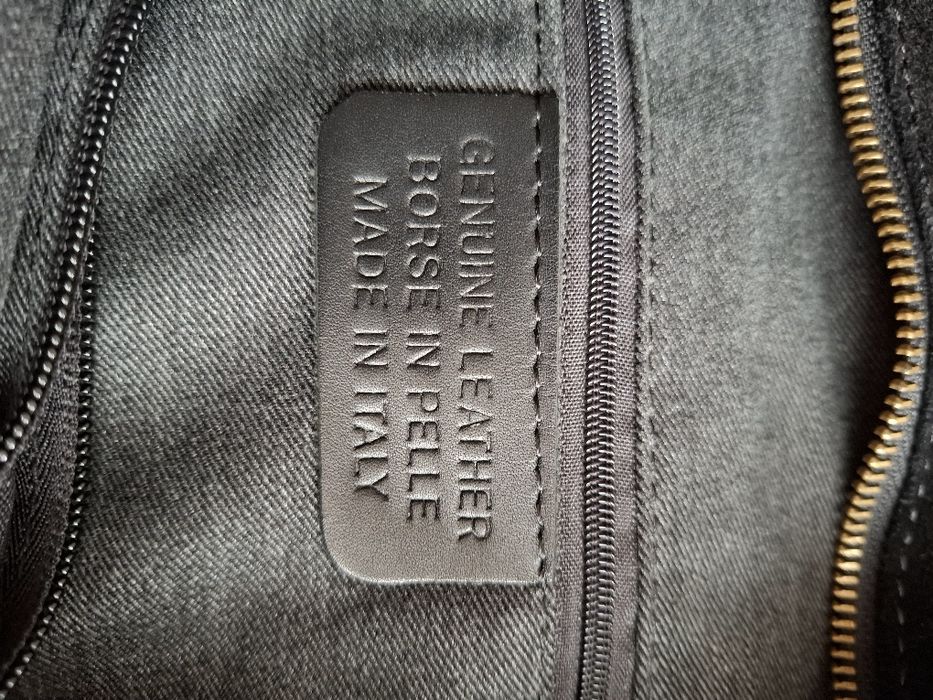 GENUINE LEATHER
BORSE IN PELLE
MADE IN ITALY